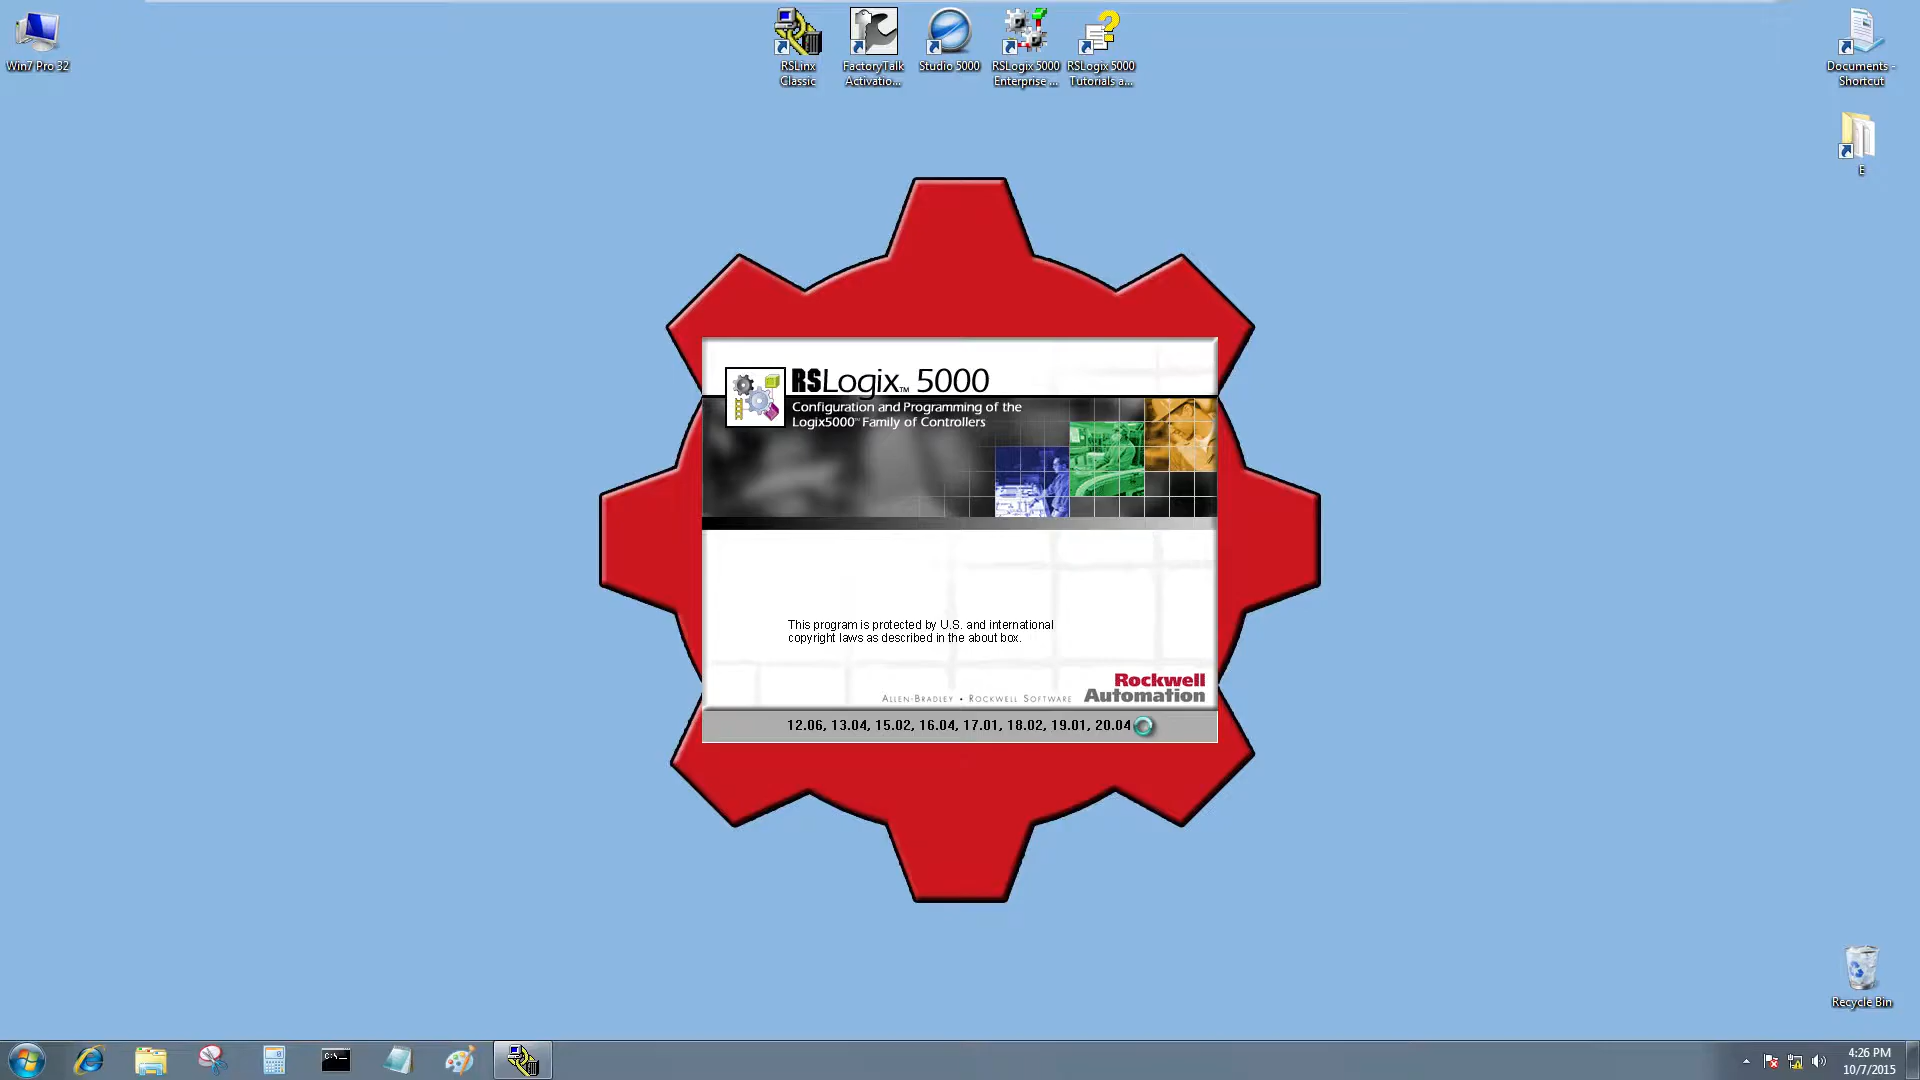 Win7 Pro 32
RSLinx
Classic
FactoryTalk
Activatio...
Studio 5000
RSLogix 5000
Enterprise ...
RSLogix 5000
Tutorials a...
Documents -
Shortcut
E
RSLogix™ 5000
Configuration and Programming of the
Logix5000™ Family of Controllers
This program is protected by U.S. and international
copyright laws as described in the about box.
Rockwell
Automation
ALLEN-BRADLEY • ROCKWELL SOFTWARE
12.06, 13.04, 15.02, 16.04, 17.01, 18.02, 19.01, 20.04
Recycle Bin
C:\_
4:26 PM
10/7/2015